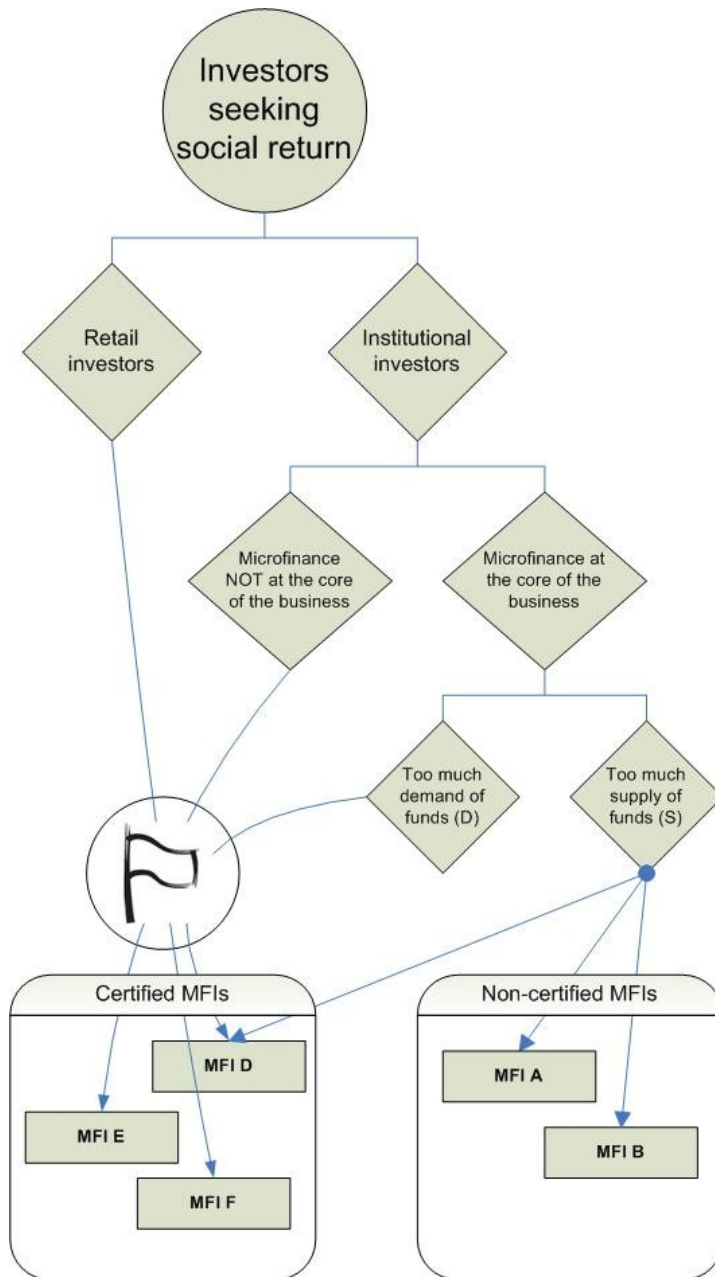 Investors
seeking
social return
Retail
investors
Institutional
investors
Microfinance
NOT at the core
of the business
Microfinance at
the core of the
business
Too much
demand of
funds (D)
Too much
supply of
funds (S)
Certified MFIs
Non-certified MFIs
MFI D
MFI A
MFI E
MFI B
MFI F